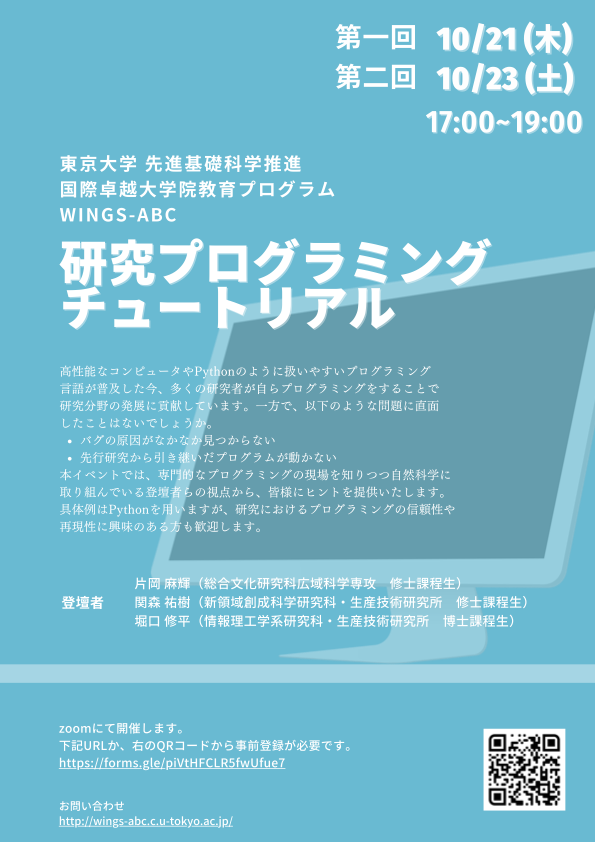 第一回 10/21(木)
第二回 10/23(土)
17:00~19:00
東京大学 先進基礎科学推進
国際卓越大学院教育プログラム
WINGS-ABC
研究プログラミング
チュートリアル
高性能なコンピュータやPythonのように扱いやすいプログラミング
言語が普及した今、多くの研究者が自らプログラミングをすることで
研究分野の発展に貢献しています。一方で、以下のような問題に直面
したことはないでしょうか。
• バグの原因がなかなか見つからない
• 先行研究から引き継いだプログラムが動かない
本イベントでは、専門的なプログラミングの現場を知りつつ自然科学に
取り組んでいる登壇者らの視点から、皆様にヒントを提供いたします。
具体例はPythonを用いますが、研究におけるプログラミングの信頼性や
再現性に興味のある方も歓迎します。
登壇者
片岡 麻輝（総合文化研究科広域科学専攻　修士課程生）
関森 祐樹（新領域創成科学研究科・生産技術研究所　修士課程生）
堀口 修平（情報理工学系研究科・生産技術研究所　博士課程生）
zoomにて開催します。
下記URLか、右のQRコードから事前登録が必要です。
https://forms.gle/piVtHFCLR5fwUfue7
お問い合わせ
http://wings-abc.c.u-tokyo.ac.jp/